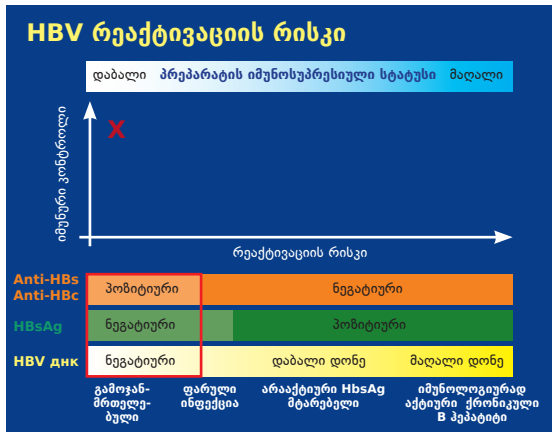 HBV რეაქტივაციის რისკი
დაბალი პრეპარატის იმუნოსუპრესიული სტატუსი მაღალი
X
იმუნური კონტროლი
რეაქტივაციის რისკი
Anti-HBs
Anti-HBc
პოზიტიური ნეგატიური
HBsAg ნეგატიური პოზიტიური
HBV днк ნეგატიური დაბალი დონე მაღალი დონე
გამოჯან-
მრთელე-
ბული
ფარული
ინფექცია
არააქტიური HbsAg
მტარებელი
იმუნოლოგიურად
აქტიური ქრონიკული
B ჰეპატიტი